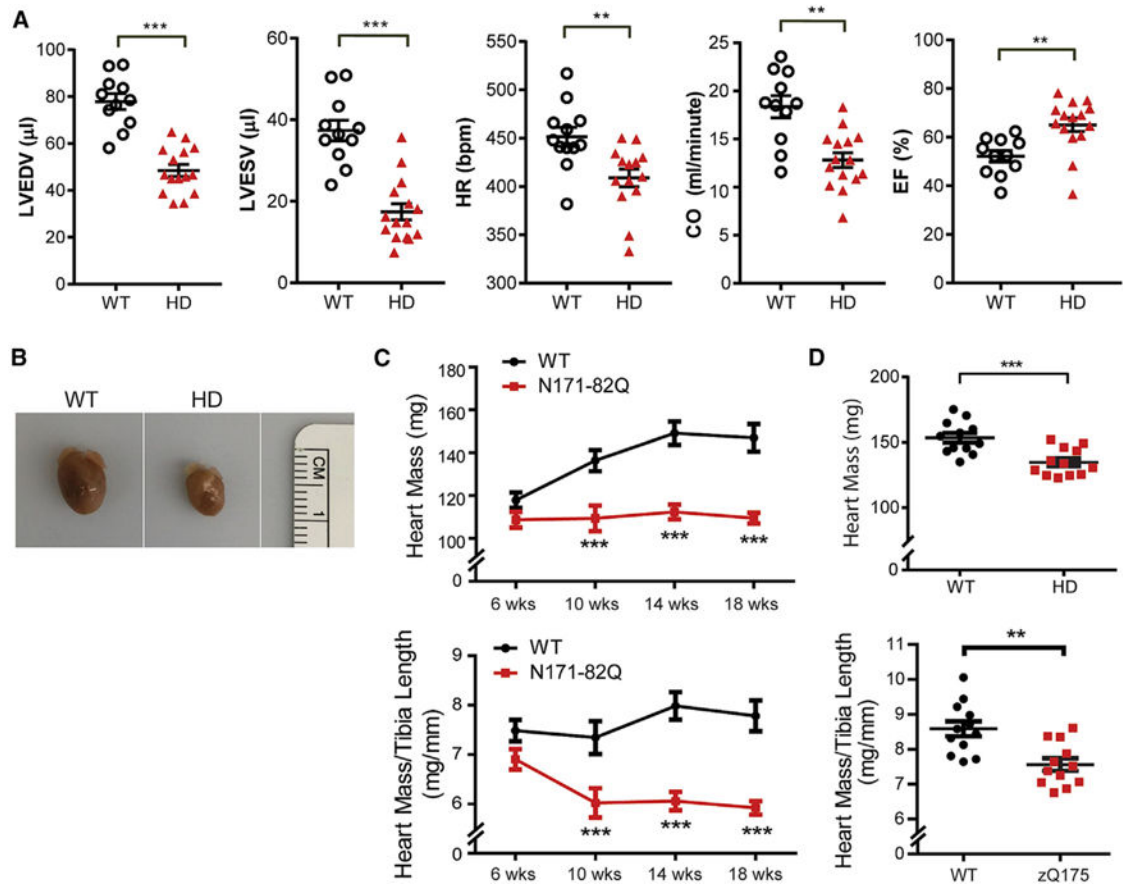 A
***
LVEDV (µl)
100
80
60
40
20
0
WT HD
***
LVESV (µl)
60
40
20
0
WT HD
**
HR (bpm)
550
500
450
400
350
300
WT HD
**
CO (ml/minute)
25
20
15
10
5
0
WT HD
**
EF (%)
100
80
60
40
20
0
WT HD
B
WT HD
CM
1
C
WT
N171-82Q
Heart Mass (mg)
180
160
140
120
100
0
*** *** ***
6 wks 10 wks 14 wks 18 wks
WT
N171-82Q
Heart Mass/Tibia Length
(mg/mm)
9
8
7
6
0
*** *** ***
6 wks 10 wks 14 wks 18 wks
D
***
Heart Mass (mg)
200
150
100
0
WT HD
**
Heart Mass/Tibia Length
(mg/mm)
11
10
9
8
7
6
0
WT zQ175